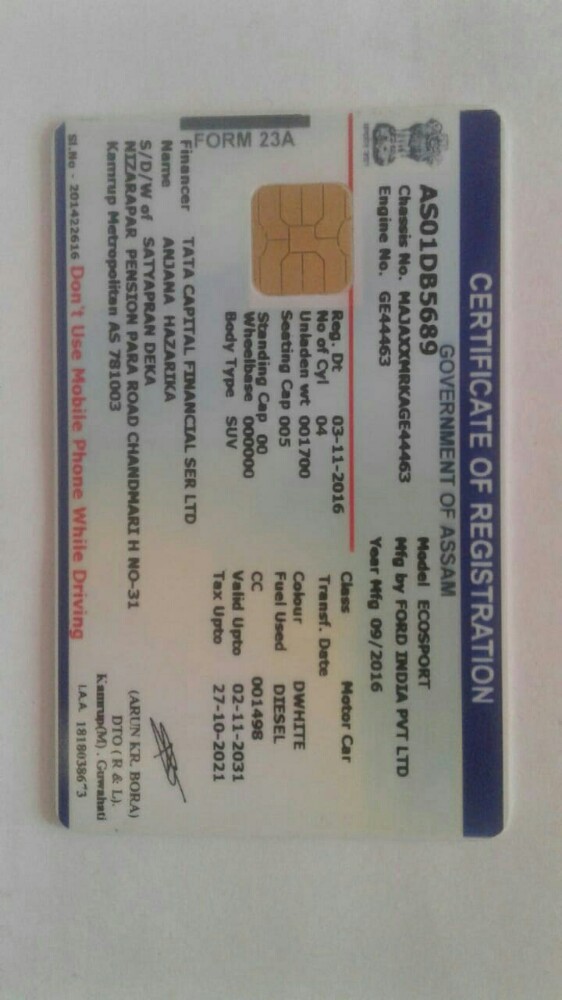 CERTIFICATE OF REGISTRATION
GOVERNMENT OF ASSAM
AS01DB5689
Model ECOSPORT
Chassis No. MAJAXXMRKAGE44463
Mfg by FORD INDIA PVT LTD
Engine No. GE44463
Year Mfg 09/2016
Reg. Dt 03-11-2016
Class Motor Car
No of Cyl 04
Transf. Date
Unladen wt 001700
Colour DWHITE
Seating Cap 005
Fuel Used DIESEL
Standing Cap 00
CC 001498
Wheelbase 000000
Valid Upto 02-11-2031
Body Type SUV
Tax Upto 27-10-2021
FORM 23A
Financer TATA CAPITAL FINANCIAL SER LTD
Name ANJANA HAZARIKA
S/D/W of SATYAPRAN DEKA
NIZARAPAR PENSION PARA ROAD CHANDMARI H NO-31
Kamrup Metropolitan AS 781003
(ARUN KR. BORA)
DTO ( R & L).
Kamrup(M) . Guwahati
Sl.No - 201422616 Don't Use Mobile Phone While Driving
I.A.A. 1818038673